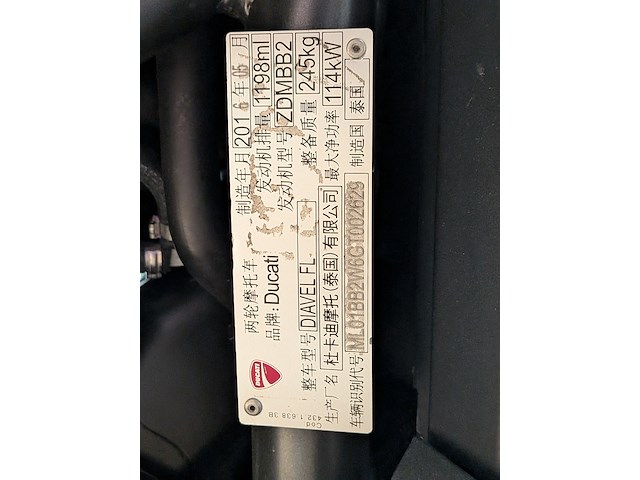 两轮摩托车
制造年月 2016年05月
品牌: Ducati
发动机排量 1198ml
发动机型号 ZDMBB2
整车型号 DIAVEL FL
整备质量 245kg
生产厂名 杜卡迪摩托(泰国)有限公司
最大净功率 114kW
车辆识别代号 ML01BB2W6G1002629
制造国 泰国
DUCATI
Cod. 432.1.638.3B